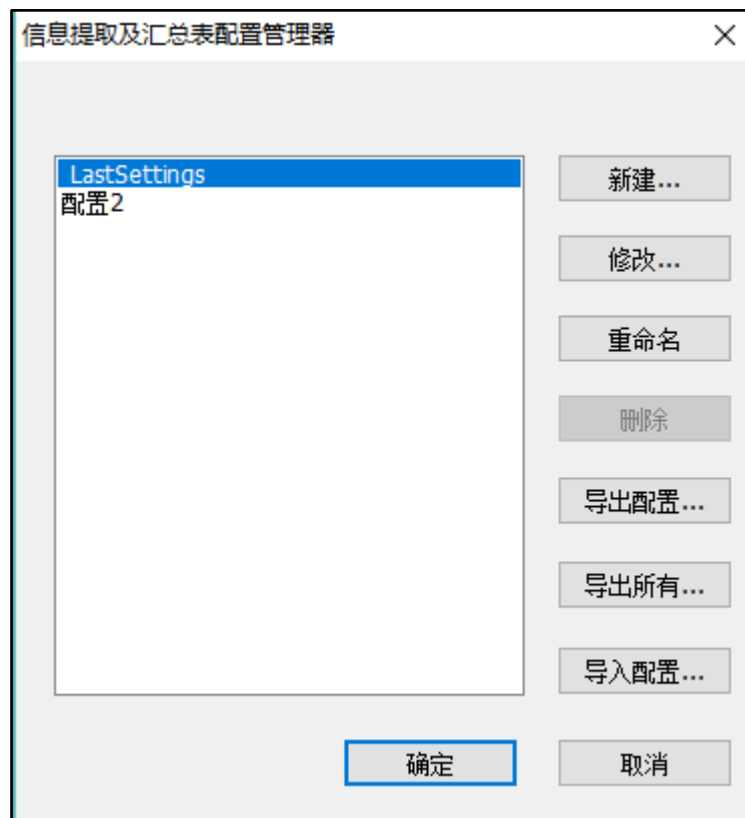 信息提取及汇总表配置管理器
LastSettings
配置2
新建...
修改...
重命名
删除
导出配置...
导出所有...
导入配置...
确定
取消